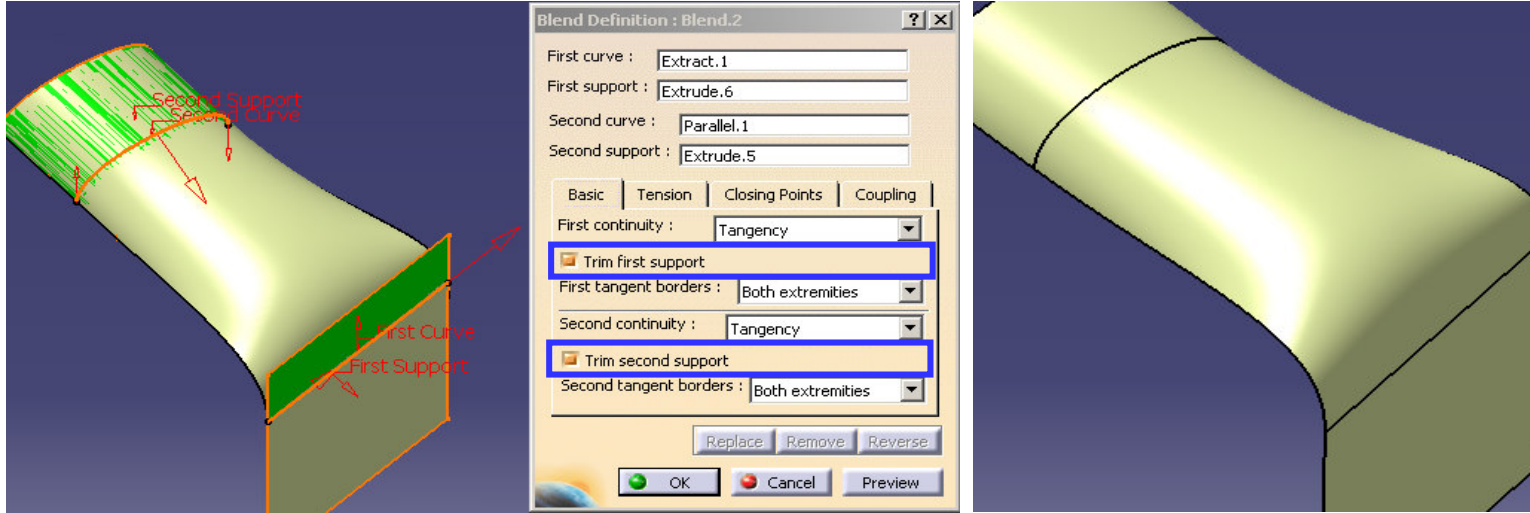 Second Support
Second Curve
First Curve
First Support
Blend Definition : Blend.2
First curve : Extract.1
First support : Extrude.6
Second curve : Parallel.1
Second support : Extrude.5
Basic Tension Closing Points Coupling
First continuity : Tangency
Trim first support
First tangent borders : Both extremities
Second continuity : Tangency
Trim second support
Second tangent borders : Both extremities
Replace Remove Reverse
OK Cancel Preview